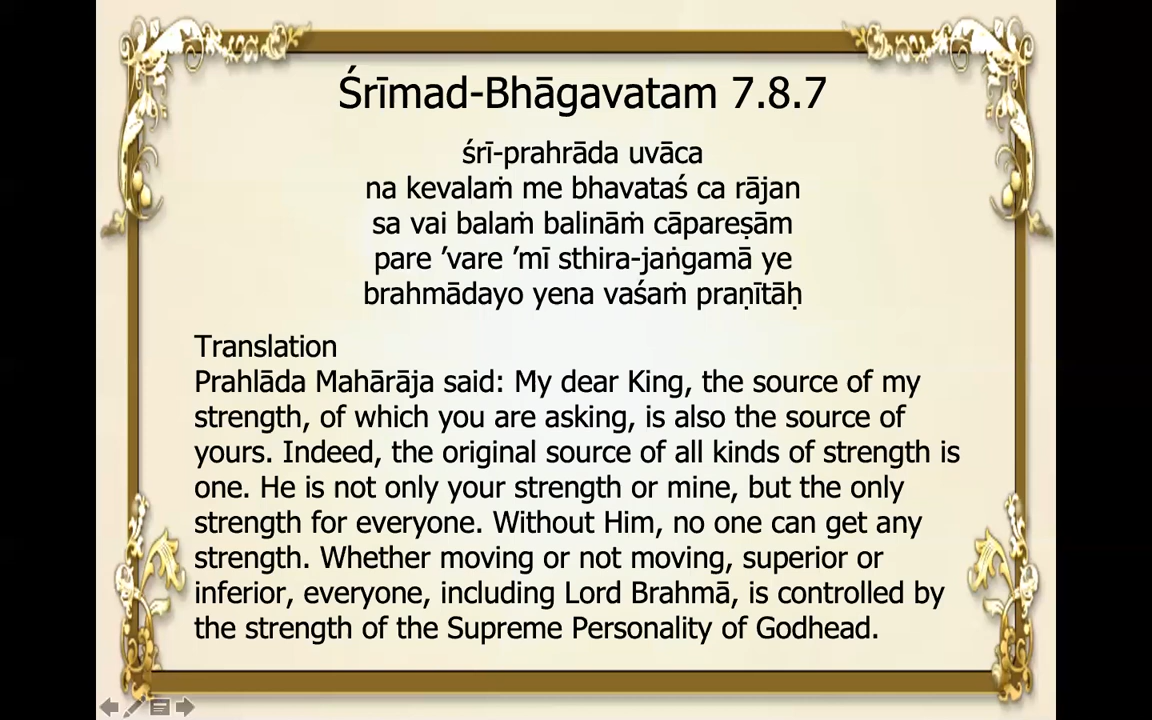 Śrīmad-Bhāgavatam 7.8.7
śrī-prahrāda uvāca
na kevalaṁ me bhavataś ca rājan
sa vai balaṁ balināṁ cāpareṣām
pare ’vare ’mī sthira-jaṅgamā ye
brahmādayo yena vaśaṁ praṇītāḥ
Translation
Prahlāda Mahārāja said: My dear King, the source of my
strength, of which you are asking, is also the source of
yours. Indeed, the original source of all kinds of strength is
one. He is not only your strength or mine, but the only
strength for everyone. Without Him, no one can get any
strength. Whether moving or not moving, superior or
inferior, everyone, including Lord Brahmā, is controlled by
the strength of the Supreme Personality of Godhead.